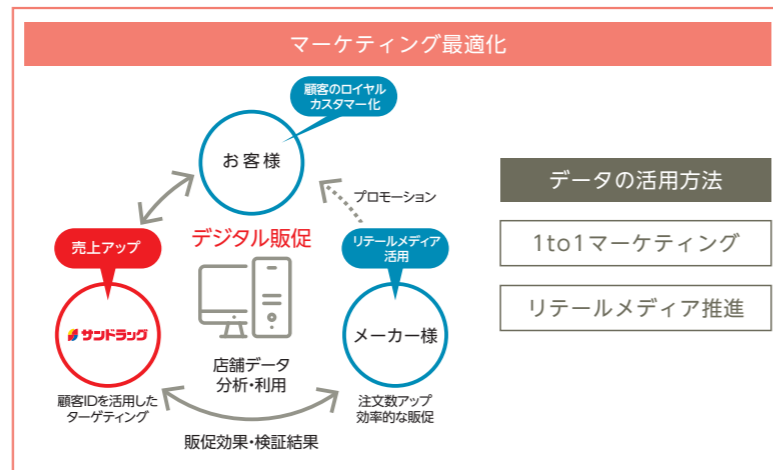 マーケティング最適化
顧客のロイヤル
カスタマー化
お客様
プロモーション
デジタル販促
売上アップ
リテールメディア
活用
サンドラッグ
メーカー様
店舗データ
分析・利用
顧客IDを活用した
ターゲティング
注文数アップ
効率的な販促
販促効果・検証結果
データの活用方法
1to1マーケティング
リテールメディア推進